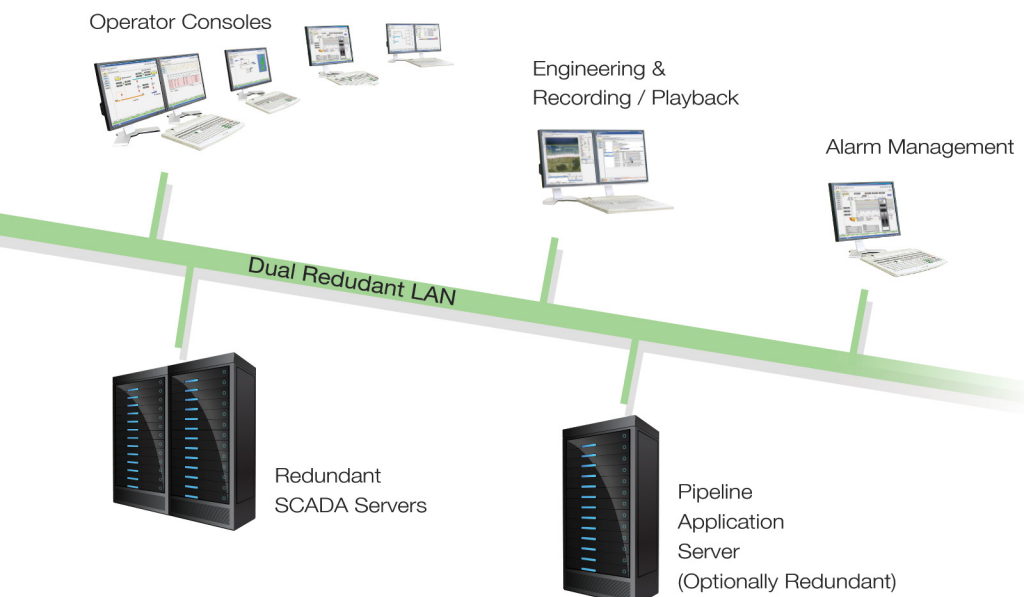 Operator Consoles
Engineering &
Recording / Playback
Alarm Management
Dual Redudant LAN
Redundant
SCADA Servers
Pipeline
Application
Server
(Optionally Redundant)